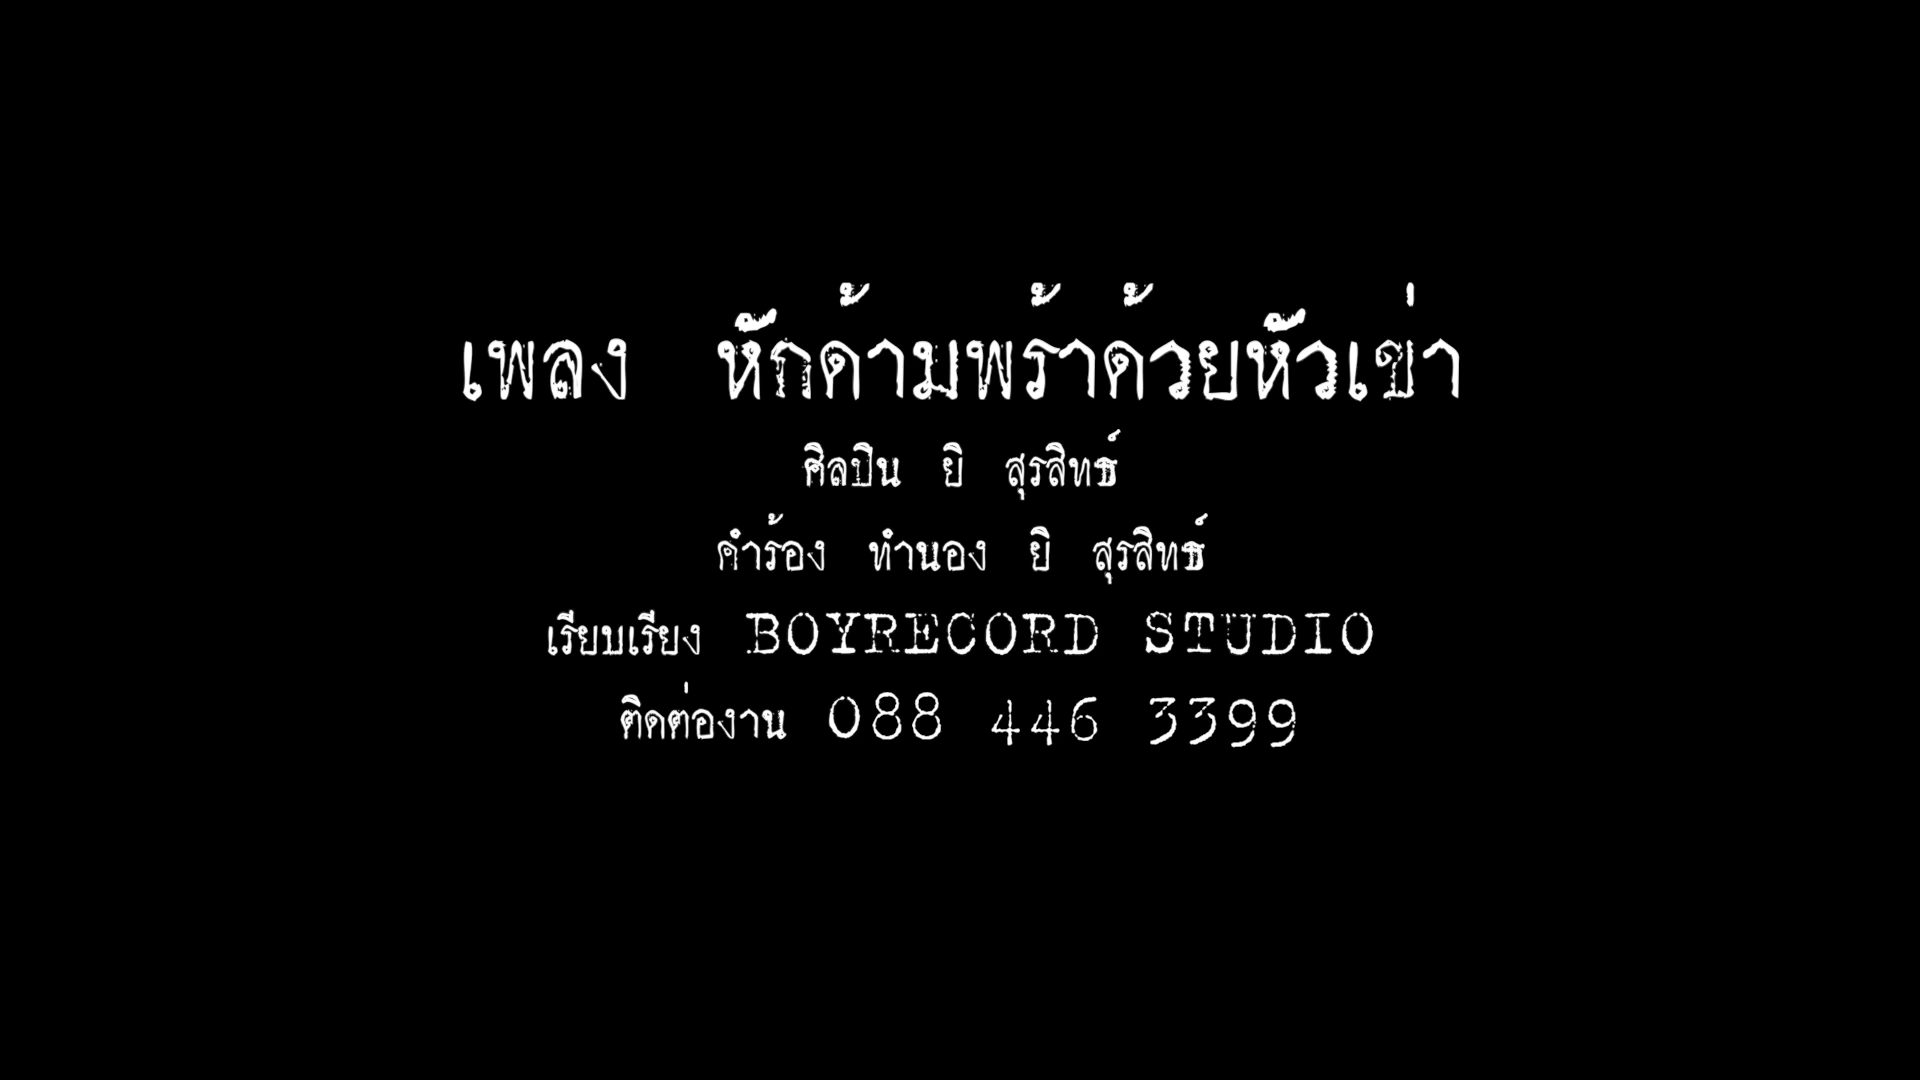 เพลง หักด้ามพร้าด้วยหัวเข่า
ศิลปิน ยิ สุรสิทธ์
คำร้อง ทำนอง ยิ สุรสิทธ์
เรียบเรียง BOYRECORD STUDIO
ติดต่องาน 088 446 3399